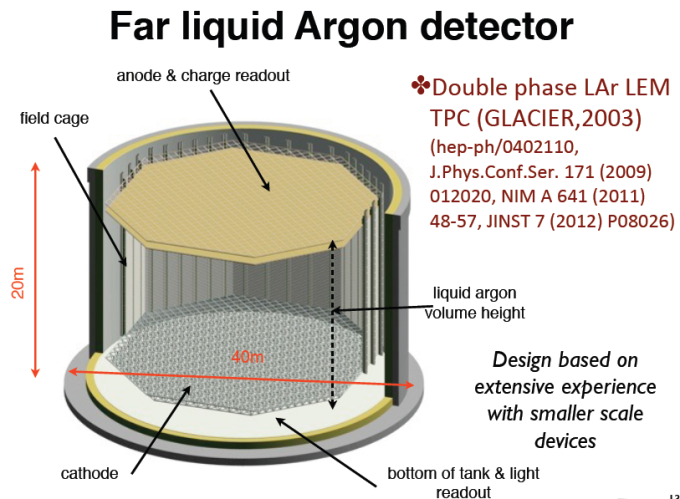 Far liquid Argon detector
anode & charge readout
field cage
✤Double phase LAr LEM
TPC (GLACIER,2003)
(hep-ph/0402110,
J.Phys.Conf.Ser. 171 (2009)
012020, NIM A 641 (2011)
48-57, JINST 7 (2012) P08026)
20m
liquid argon
volume height
40m
Design based on
extensive experience
with smaller scale
devices
cathode
bottom of tank & light
readout
13